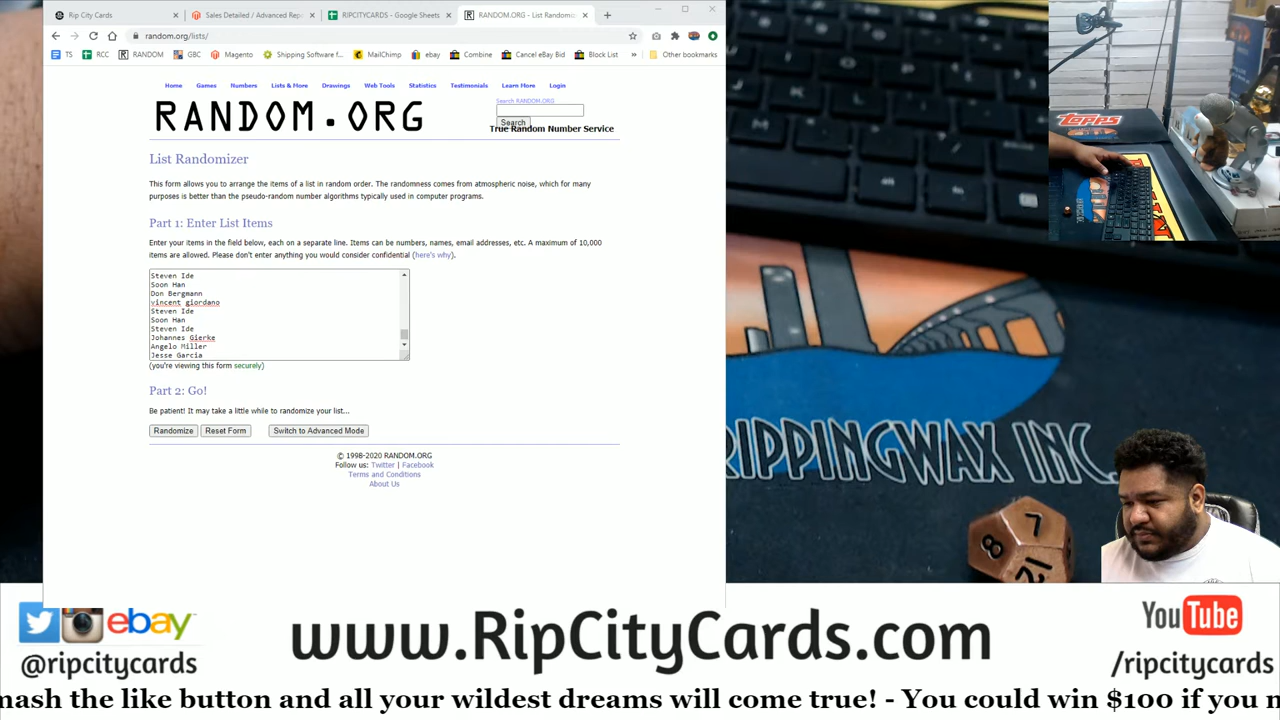 Rip City Cards
Sales Detailed / Advanced Rep
RIPCITYCARDS - Google Sheets
RANDOM.ORG - List Randomiz
random.org/lists/
TS
RCC
RANDOM
GBC
Magento
Shipping Software f...
MailChimp
ebay
Combine
Cancel eBay Bid
Block List
»
Other bookmarks
Home Games Numbers Lists & More Drawings Web Tools Statistics Testimonials Learn More Login
RANDOM.ORG
Search RANDOM.ORG
Search
True Random Number Service
List Randomizer
This form allows you to arrange the items of a list in random order. The randomness comes from atmospheric noise, which for many
purposes is better than the pseudo-random number algorithms typically used in computer programs.
Part 1: Enter List Items
Enter your items in the field below, each on a separate line. Items can be numbers, names, email addresses, etc. A maximum of 10,000
items are allowed. Please don't enter anything you would consider confidential (here's why).
Steven Ide
Soon Han
Don Bergmann
vincent giordano
Steven Ide
Soon Han
Steven Ide
Johannes Gierke
Angelo Miller
Jesse Garcia
(you're viewing this form securely)
Part 2: Go!
Be patient! It may take a little while to randomize your list...
Randomize Reset Form Switch to Advanced Mode
© 1998-2020 RANDOM.ORG
Follow us: Twitter | Facebook
Terms and Conditions
About Us
TOPPS
RIPPINGWAX INC.
7
8
12
ebay
@ripcitycards
www.RipCityCards.com
YouTube
/ripcitycards
mash the like button and all your wildest dreams will come true! - You could win $100 if you